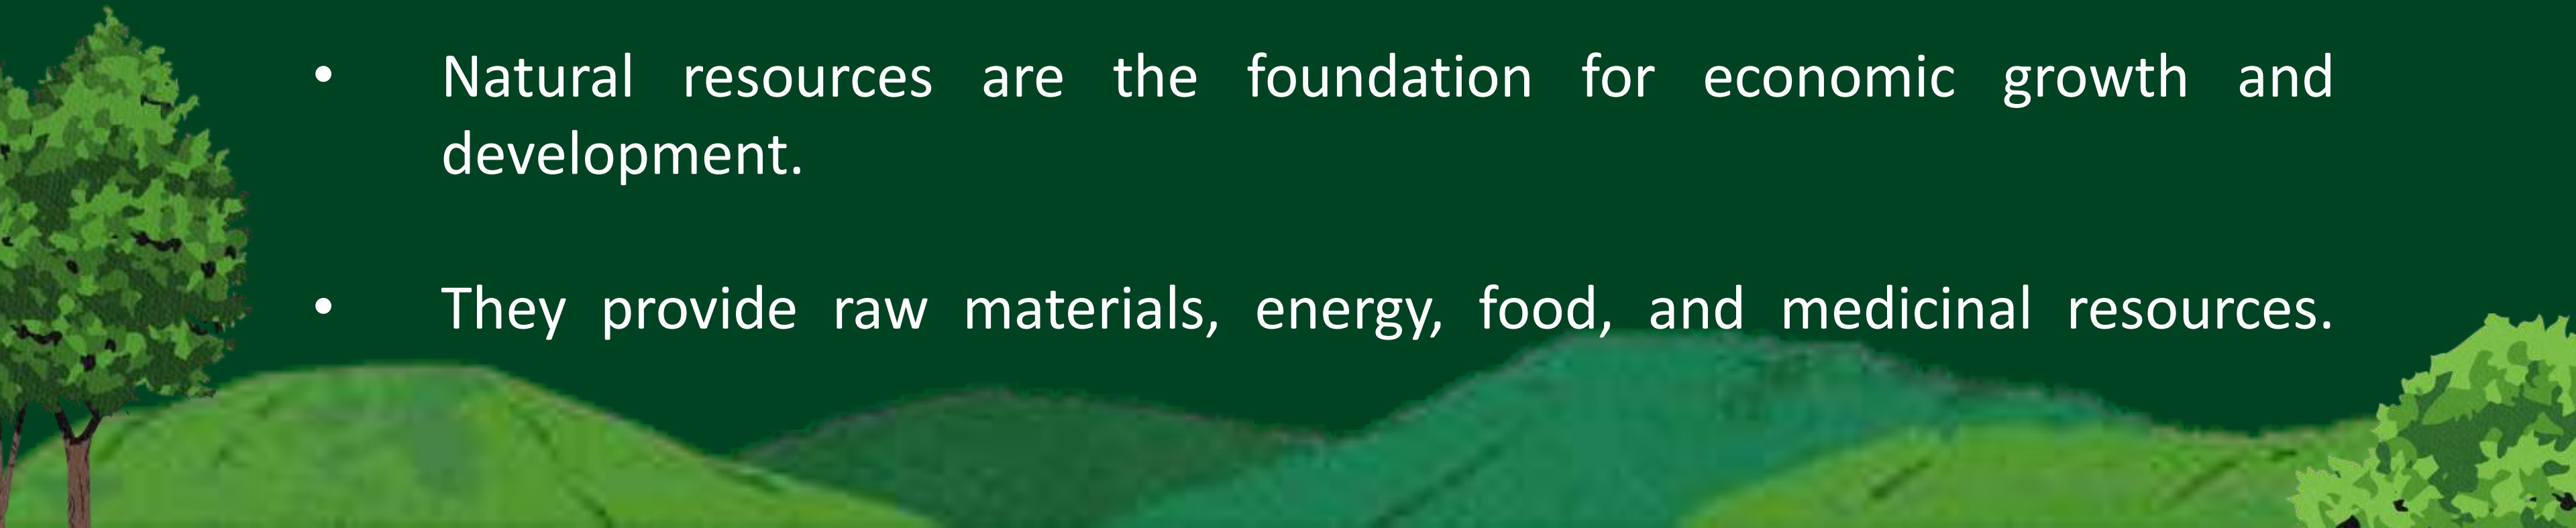 • Natural resources are the foundation for economic growth and
development.
• They provide raw materials, energy, food, and medicinal resources.